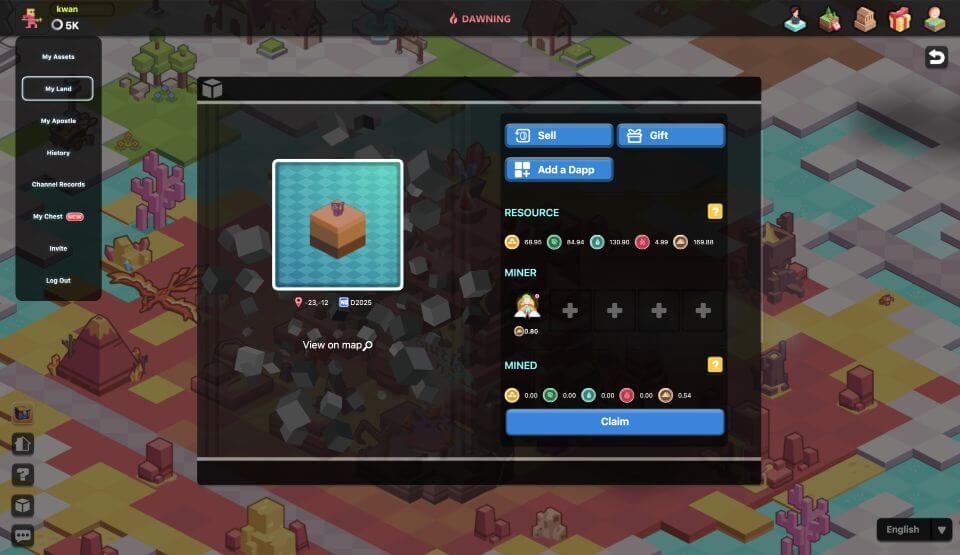 kwan
5K
DAWNING
My Assets
My Land
My Apostle
History
Channel Records
My Chest NEW
Invite
Log Out
-23,-12 D2025
View on map
Sell Gift
Add a Dapp
RESOURCE ?
68.95 84.94 130.90 4.99 169.88
MINER
0.80
MINED ?
0.00 0.00 0.00 0.00 0.54
Claim
?
English